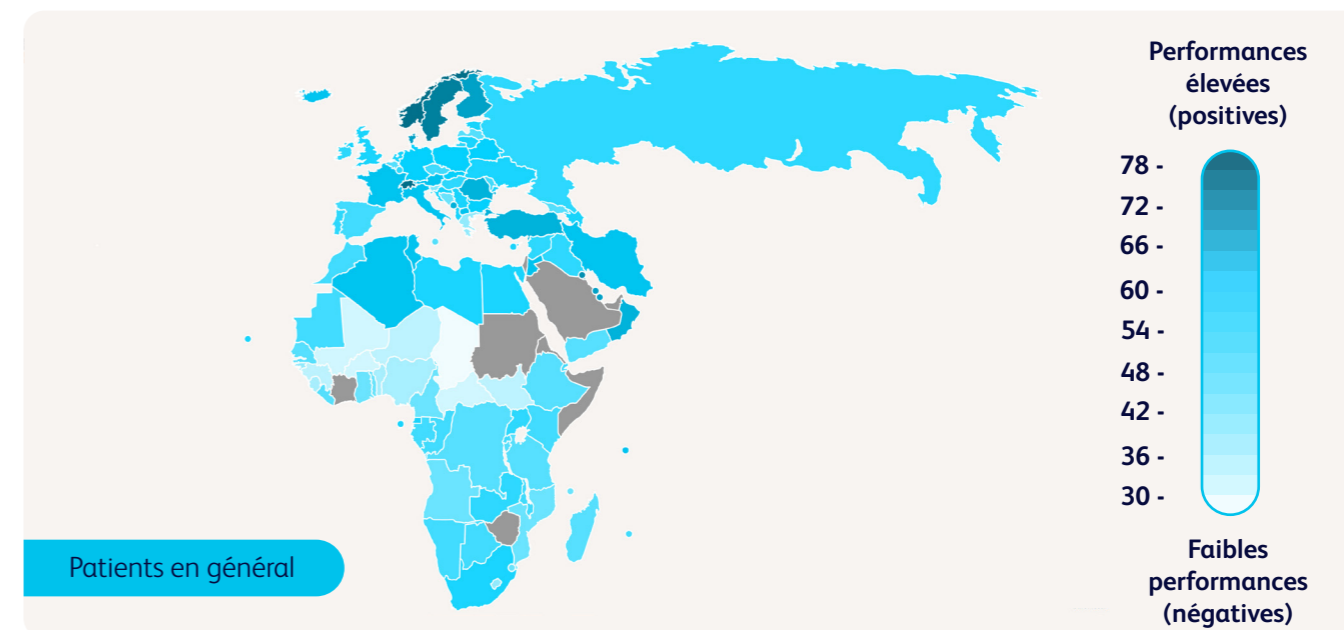 Performances
élevées
(positives)
78 -
72 -
66 -
60 -
54 -
48 -
42 -
36 -
30 -
Faibles
performances
(négatives)
Patients en général